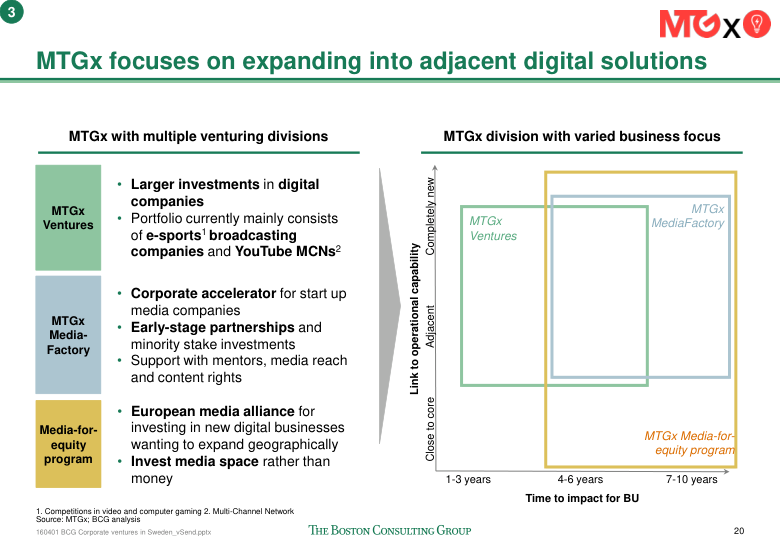 3
MTGx
MTGx focuses on expanding into adjacent digital solutions
MTGx with multiple venturing divisions
MTGx
Ventures
• Larger investments in digital
companies
• Portfolio currently mainly consists
of e-sports1 broadcasting
companies and YouTube MCNs2
MTGx
Media-
Factory
• Corporate accelerator for start up
media companies
• Early-stage partnerships and
minority stake investments
• Support with mentors, media reach
and content rights
Media-for-
equity
program
• European media alliance for
investing in new digital businesses
wanting to expand geographically
• Invest media space rather than
money
MTGx division with varied business focus
Link to operational capability
Completely new
Adjacent
Close to core
MTGx
Ventures
MTGx
MediaFactory
MTGx Media-for-
equity program
1-3 years
4-6 years
7-10 years
Time to impact for BU
1. Competitions in video and computer gaming 2. Multi-Channel Network
Source: MTGx; BCG analysis
160401 BCG Corporate ventures in Sweden_vSend.pptx
THE BOSTON CONSULTING GROUP
20